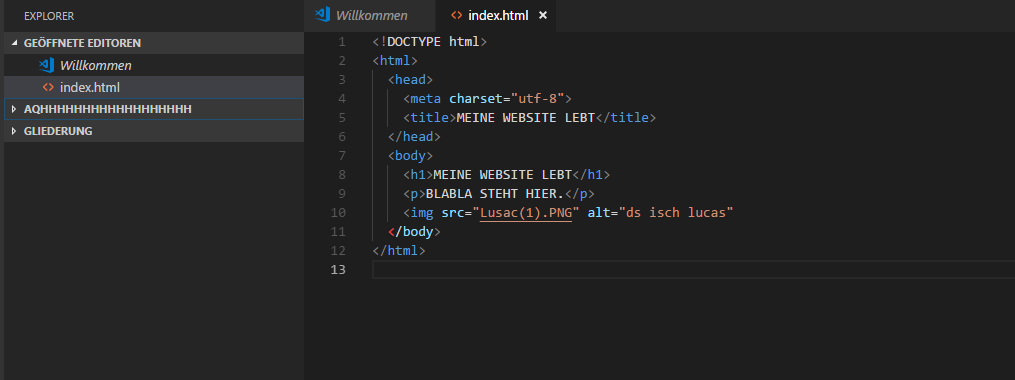 EXPLORER
GEÖFFNETE EDITOREN
Willkommen
index.html
AQHHHHHHHHHHHHHHHHHH
GLIEDERUNG
Willkommen
index.html
1 <!DOCTYPE html>
2 <html>
3 <head>
4 <meta charset="utf-8">
5 <title>MEINE WEBSITE LEBT</title>
6 </head>
7 <body>
8 <h1>MEINE WEBSITE LEBT</h1>
9 <p>BLABLA STEHT HIER.</p>
10 <img src="Lusac(1).PNG" alt="ds isch lucas"
11 </body>
12 </html>
13